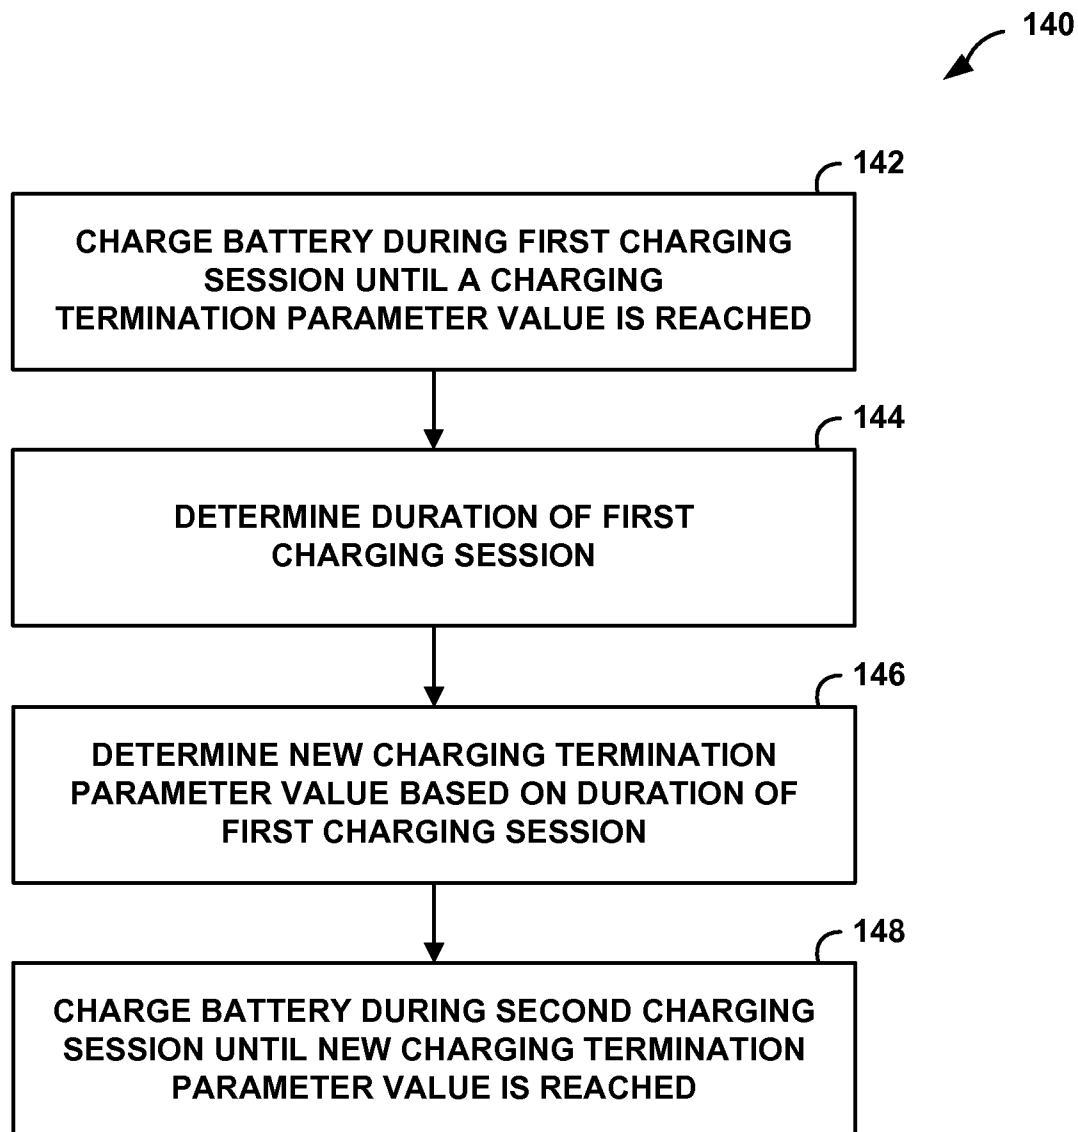 140
142
CHARGE BATTERY DURING FIRST CHARGING
SESSION UNTIL A CHARGING
TERMINATION PARAMETER VALUE IS REACHED
144
DETERMINE DURATION OF FIRST
CHARGING SESSION
146
DETERMINE NEW CHARGING TERMINATION
PARAMETER VALUE BASED ON DURATION OF
FIRST CHARGING SESSION
148
CHARGE BATTERY DURING SECOND CHARGING
SESSION UNTIL NEW CHARGING TERMINATION
PARAMETER VALUE IS REACHED